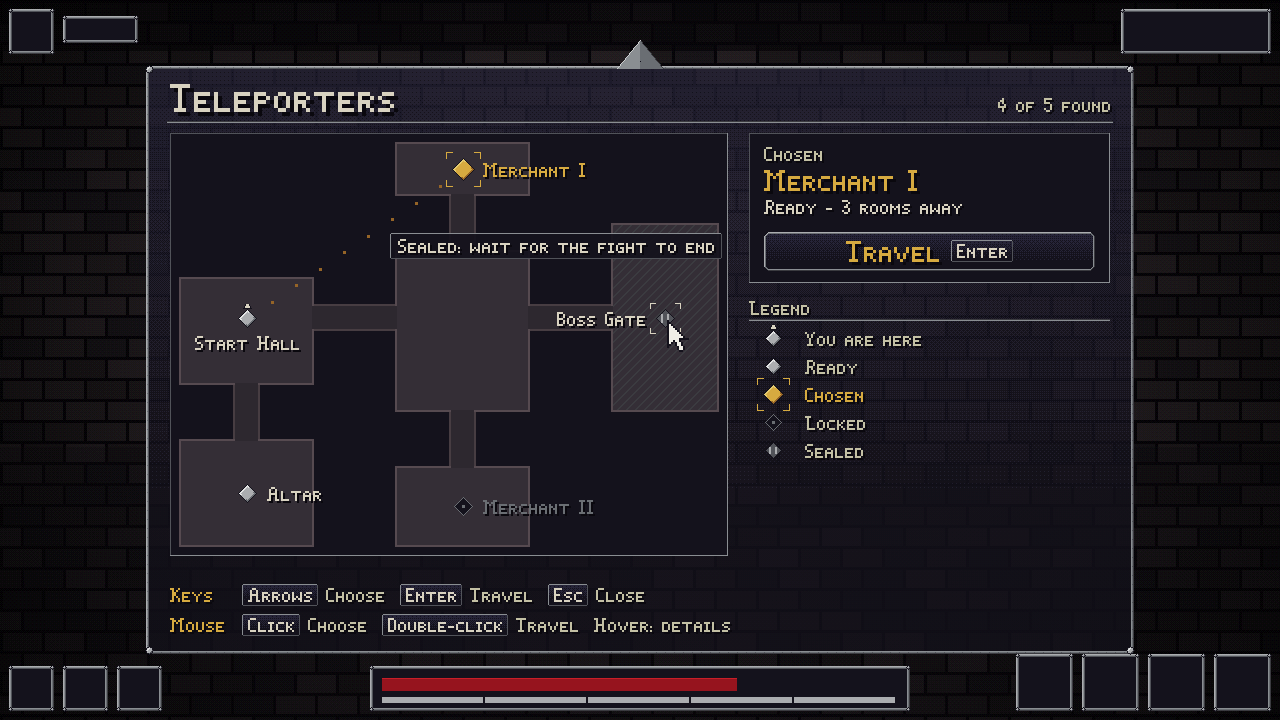 Teleporters
4 of 5 found
Merchant I
Sealed: wait for the fight to end
Boss Gate
Start Hall
Altar
Merchant II
Chosen
Merchant I
Ready - 3 rooms away
Travel Enter
Legend
You are here
Ready
Chosen
Locked
Sealed
Keys Arrows Choose Enter Travel Esc Close
Mouse Click Choose Double-click Travel Hover: details